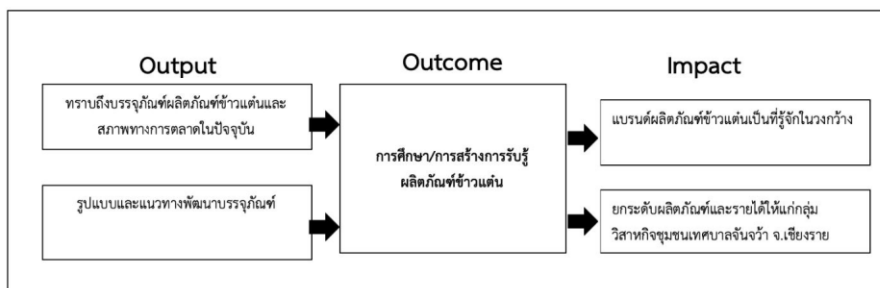 Output
Outcome
Impact
ทราบถึงบรรจุภัณฑ์ผลิตภัณฑ์ข้าวแต๋นและ
สภาพทางการตลาดในปัจจุบัน
รูปแบบและแนวทางพัฒนาบรรจุภัณฑ์
การศึกษา/การสร้างการรับรู้
ผลิตภัณฑ์ข้าวแต๋น
แบรนด์ผลิตภัณฑ์ข้าวแต๋นเป็นที่รู้จักในวงกว้าง
ยกระดับผลิตภัณฑ์และรายได้ให้แก่กลุ่ม
วิสาหกิจชุมชนเทศบาลจันจว้า จ.เชียงราย